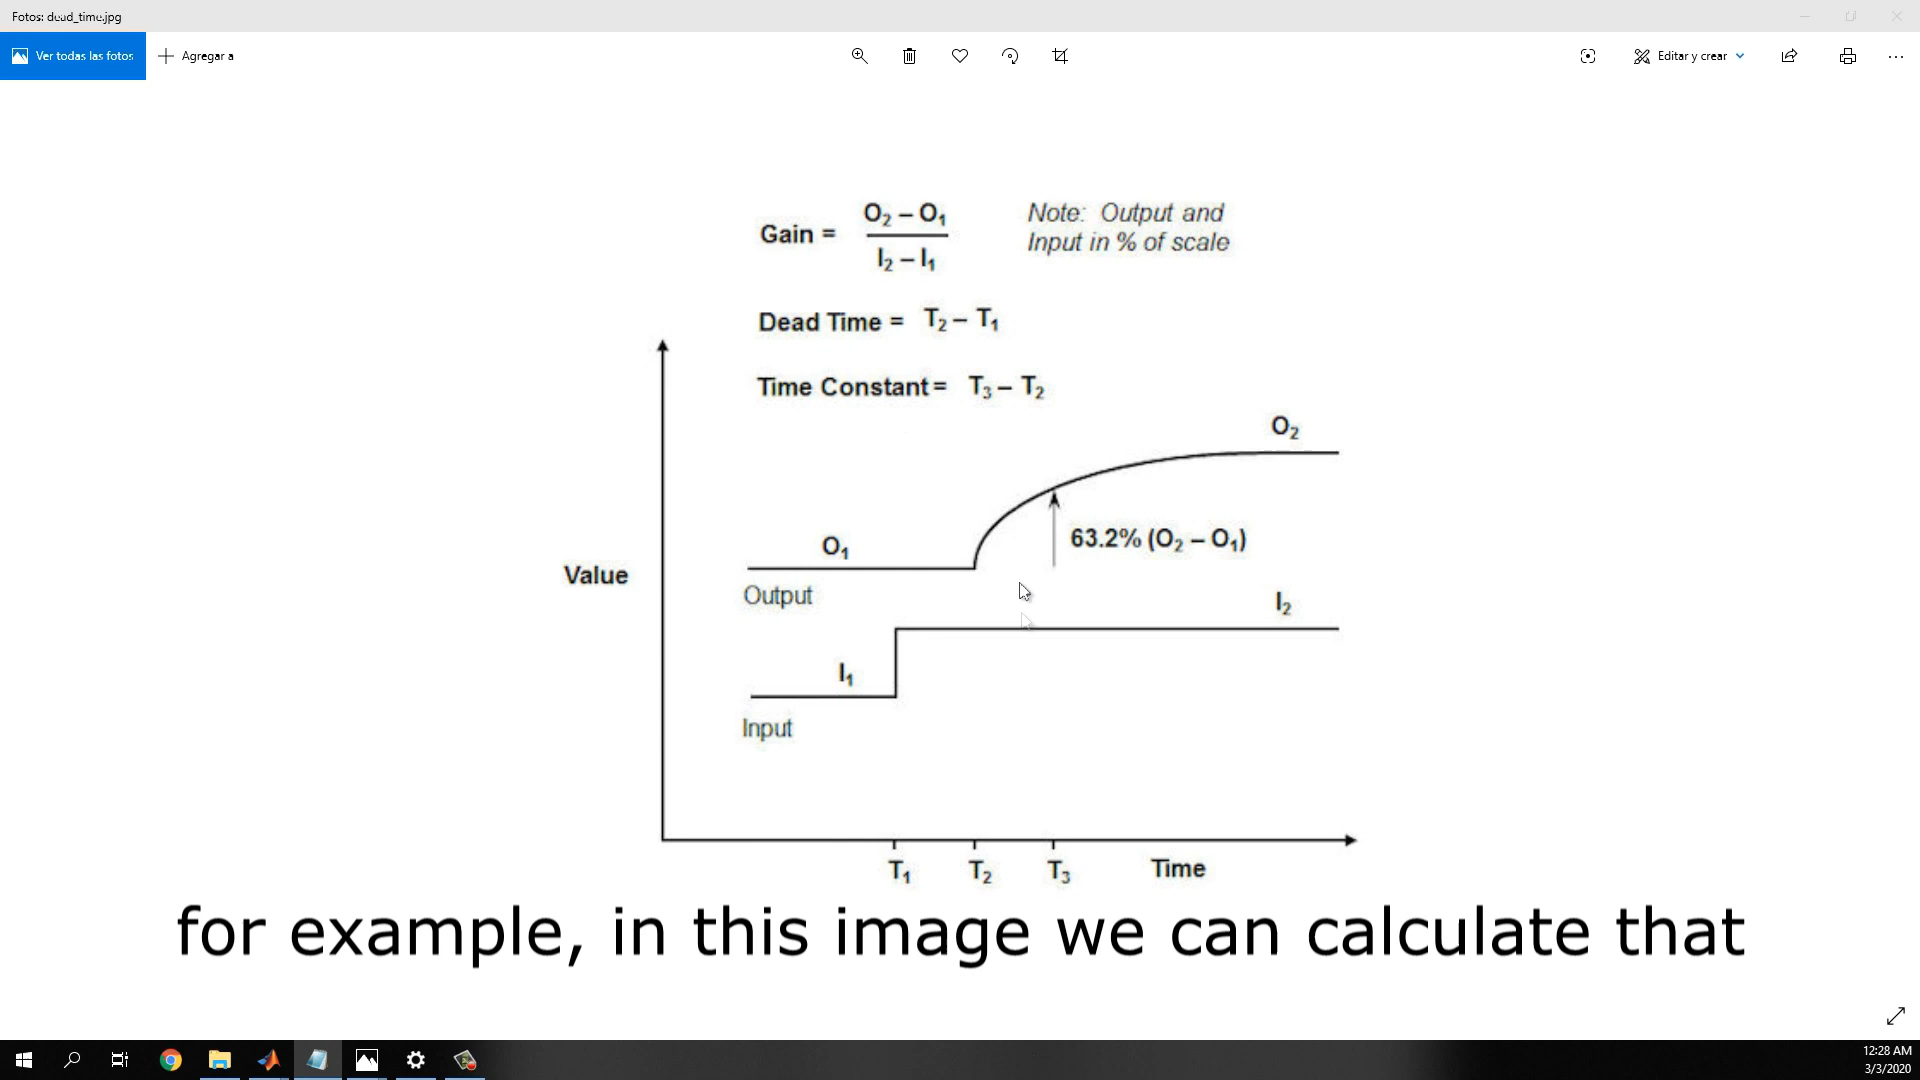 Fotos: dead_time.jpg
Ver todas las fotos
Agregar a
Editar y crear
Gain = O₂ – O₁
I₂ – I₁
Note: Output and
Input in % of scale
Dead Time = T₂ – T₁
Time Constant = T₃ – T₂
O₂
O₁
63.2% (O₂ – O₁)
Value
Output
I₂
I₁
Input
T₁ T₂ T₃ Time
for example, in this image we can calculate that
12:28 AM
3/3/2020